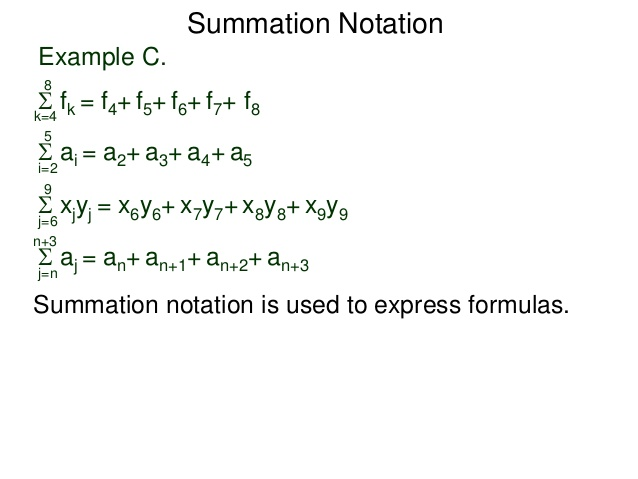 Summation Notation
Example C.
8
Σ fk = f4+ f5+ f6+ f7+ f8
k=4
5
Σ ai = a2+ a3+ a4+ a5
i=2
9
Σ xjyj = x6y6+ x7y7+ x8y8+ x9y9
j=6
n+3
Σ aj = an+ an+1+ an+2+ an+3
j=n
Summation notation is used to express formulas.